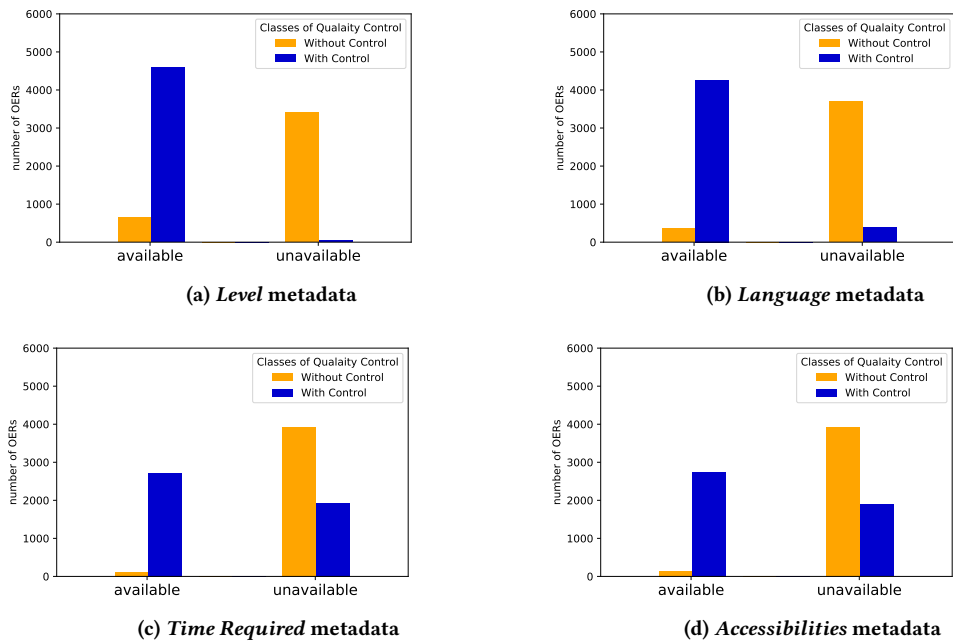 6000
5000
4000
3000
2000
1000
0
number of OERs
Classes of Qualaity Control
Without Control
With Control
available
unavailable
(a) Level metadata
6000
5000
4000
3000
2000
1000
0
number of OERs
Classes of Qualaity Control
Without Control
With Control
available
unavailable
(b) Language metadata
6000
5000
4000
3000
2000
1000
0
number of OERs
Classes of Qualaity Control
Without Control
With Control
available
unavailable
(c) Time Required metadata
6000
5000
4000
3000
2000
1000
0
number of OERs
Classes of Qualaity Control
Without Control
With Control
available
unavailable
(d) Accessibilities metadata